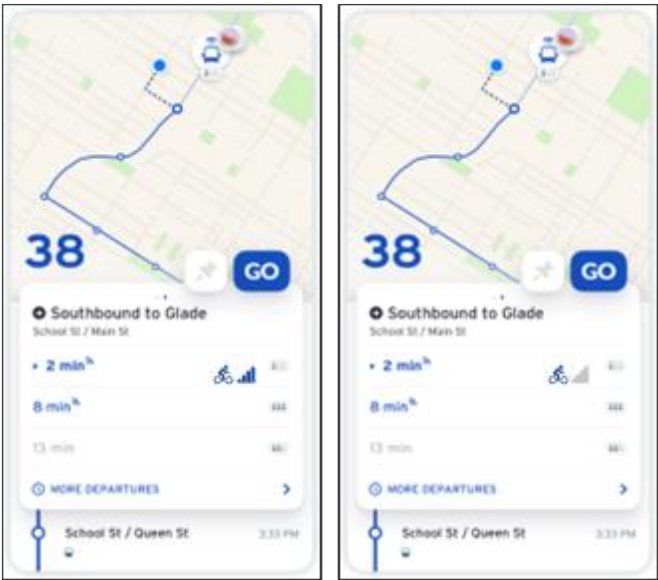 38
GO
Southbound to Glade
School St / Main St
2 min
8 min
13 min
MORE DEPARTURES
School St / Queen St
3:33 PM
38
GO
Southbound to Glade
School St / Main St
2 min
8 min
13 min
MORE DEPARTURES
School St / Queen St
3:33 PM